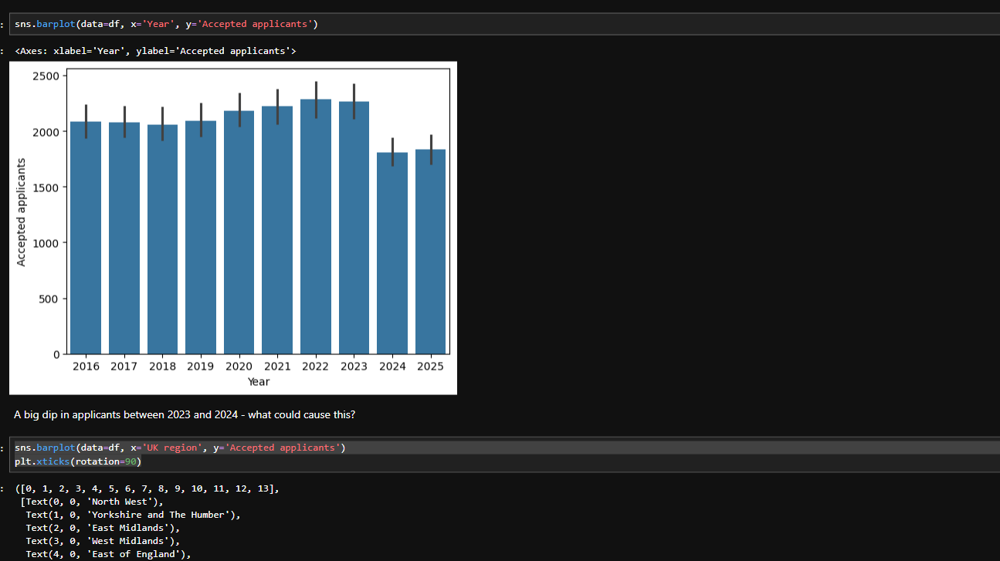 : sns.barplot(data=df, x='Year', y='Accepted applicants')
: <Axes: xlabel='Year', ylabel='Accepted applicants'>
2500
2000
1500
1000
500
0
Accepted applicants
2016 2017 2018 2019 2020 2021 2022 2023 2024 2025
Year
A big dip in applicants between 2023 and 2024 - what could cause this?
: sns.barplot(data=df, x='UK region', y='Accepted applicants')
plt.xticks(rotation=90)
: ([0, 1, 2, 3, 4, 5, 6, 7, 8, 9, 10, 11, 12, 13],
[Text(0, 0, 'North West'),
Text(1, 0, 'Yorkshire and The Humber'),
Text(2, 0, 'East Midlands'),
Text(3, 0, 'West Midlands'),
Text(4, 0, 'East of England'),